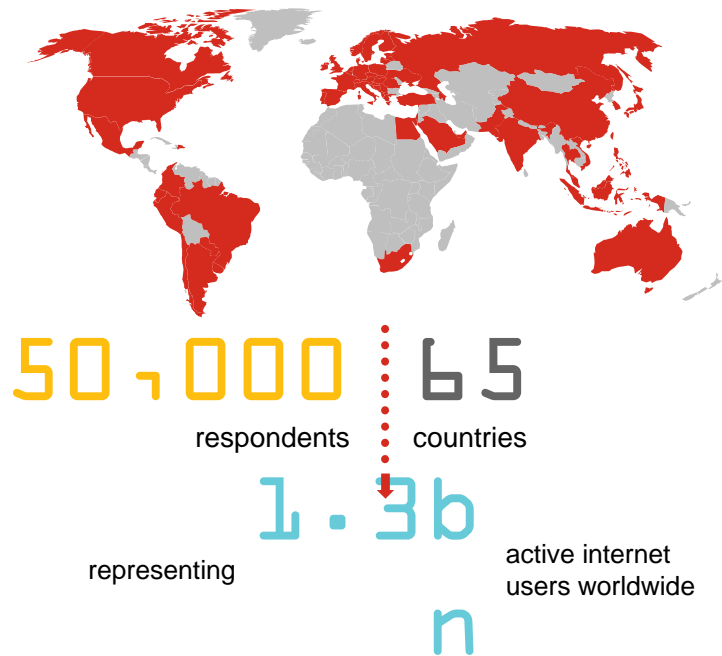 50,000 65
respondents countries
1.3b
n
representing
active internet
users worldwide